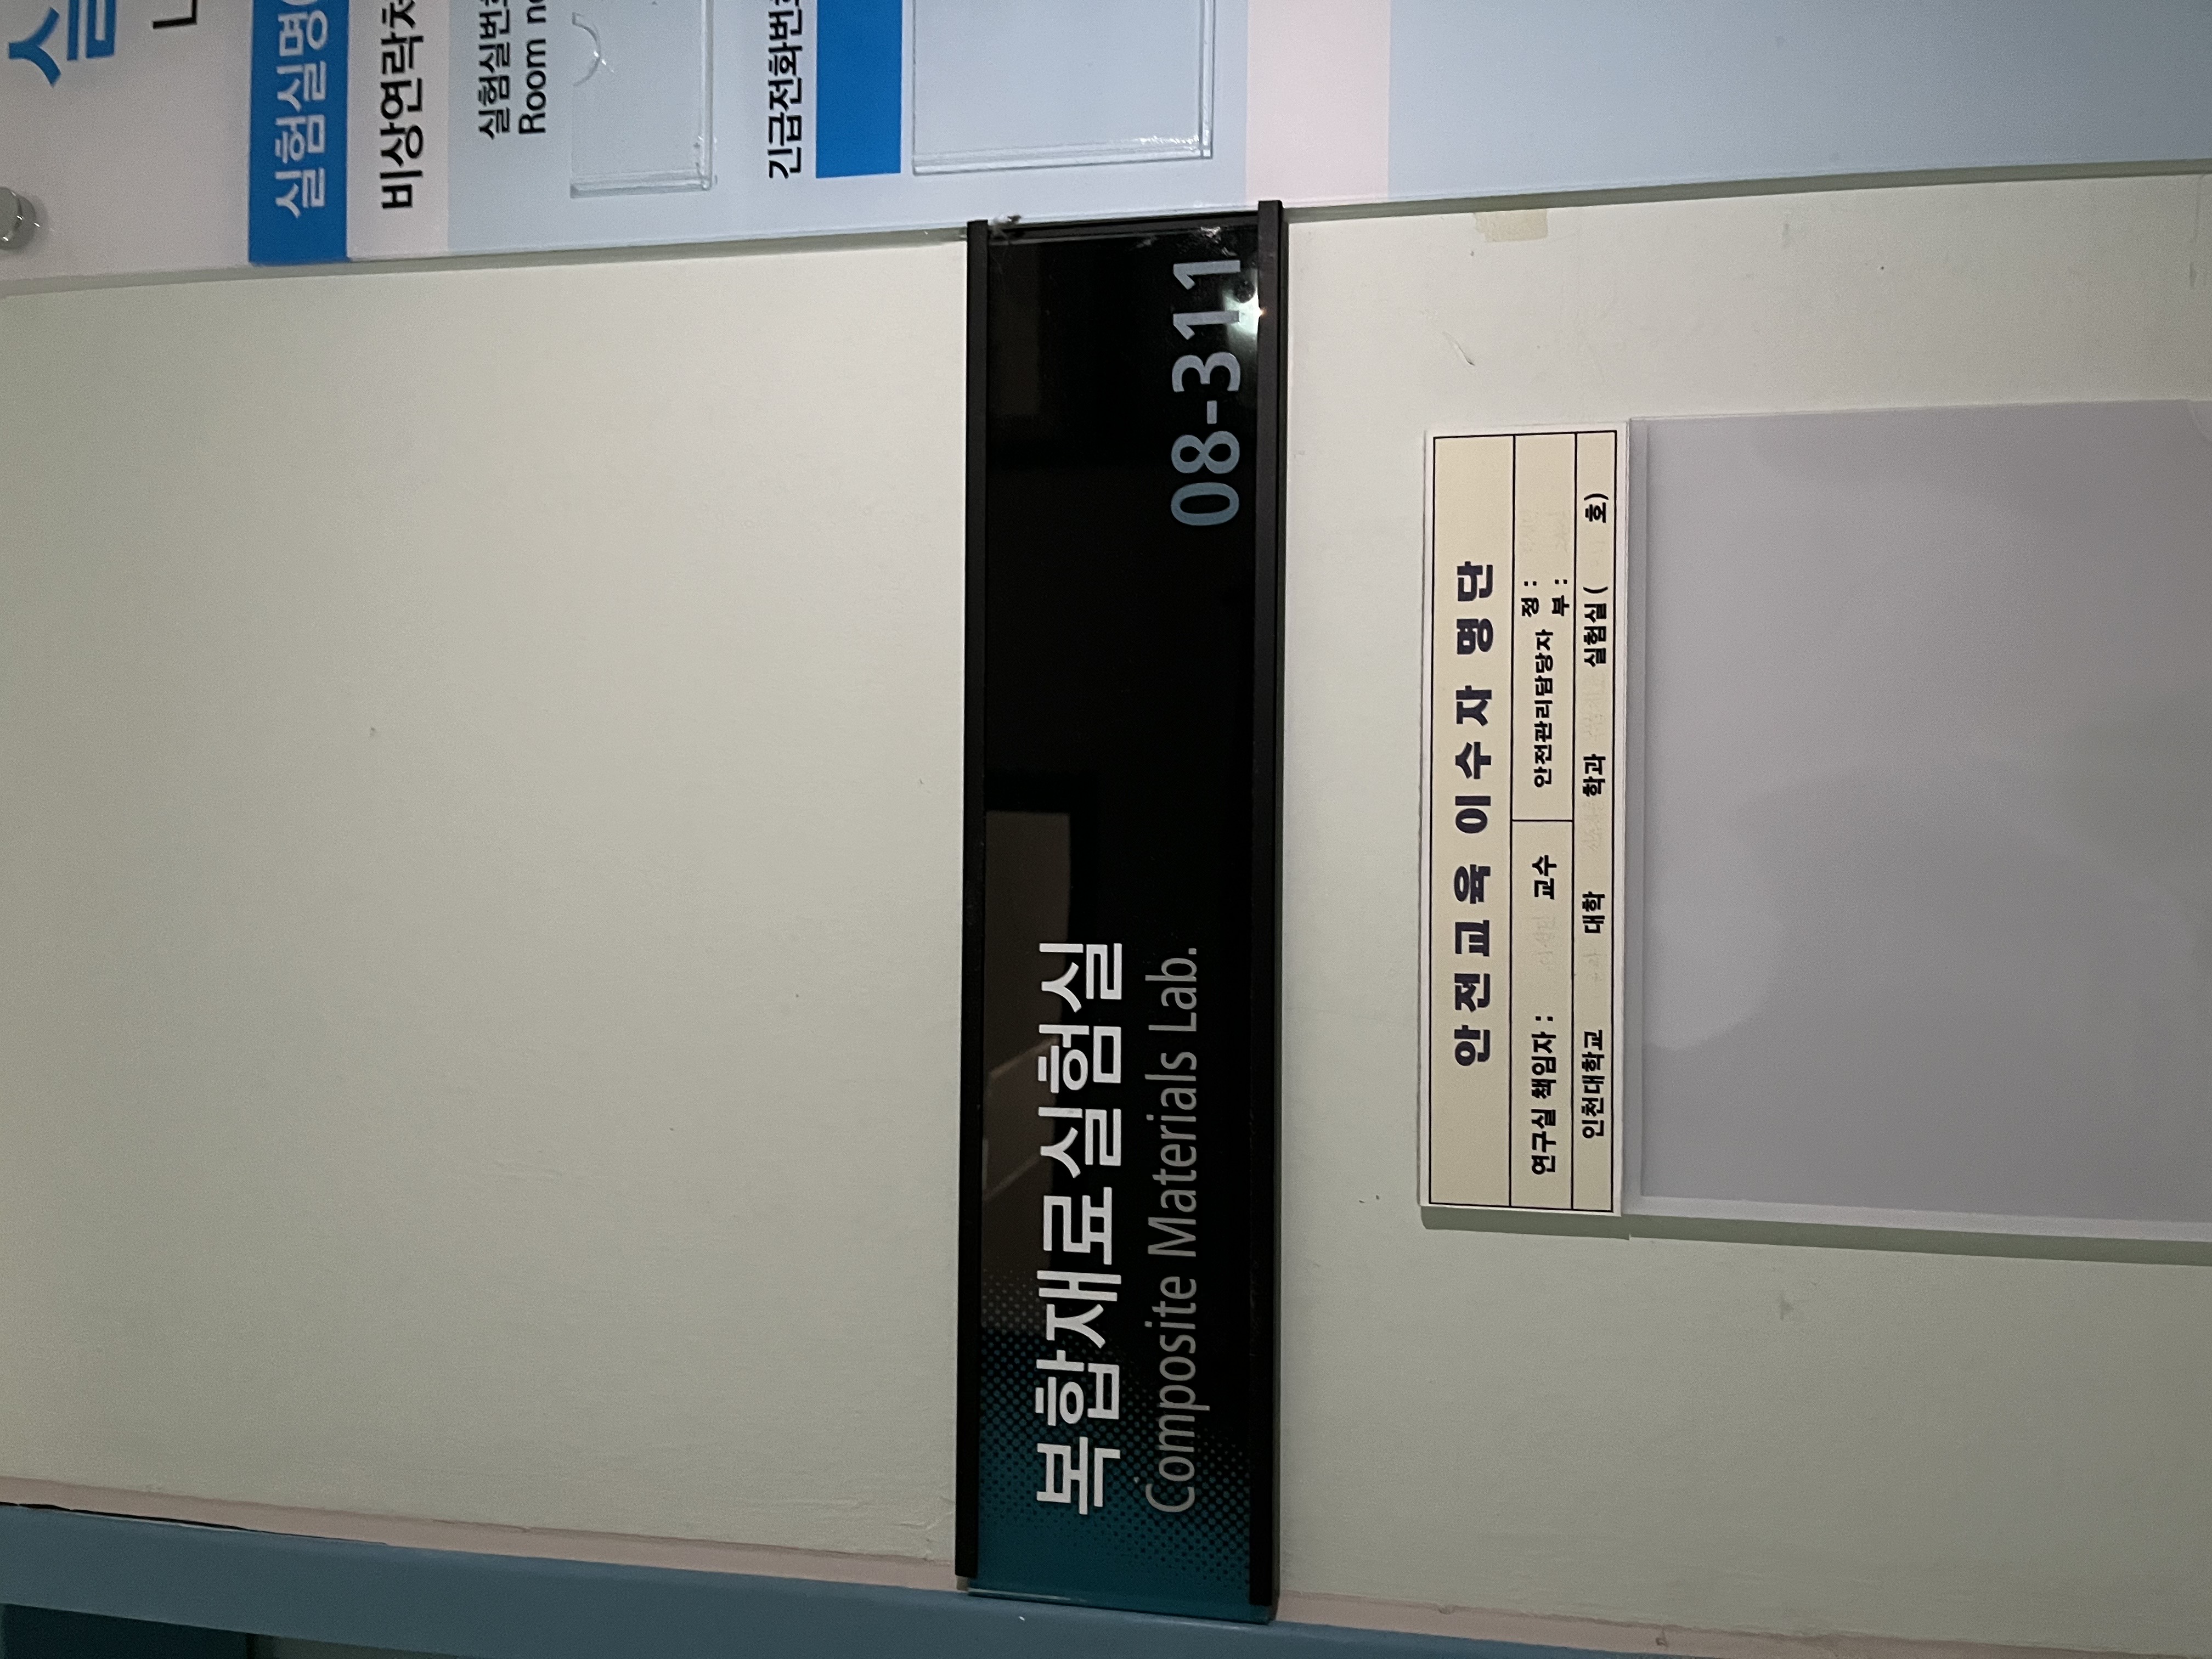 실험실명(
비상연락처
실험실번호
Room no
긴급전화번호
복합재료실험실
Composite Materials Lab.
08-311
안전교육 이수자 명단
연구실 책임자 : 교수
안전관리담당자 정 :
부 :
인천대학교 대학 학과 실험실 ( 호)